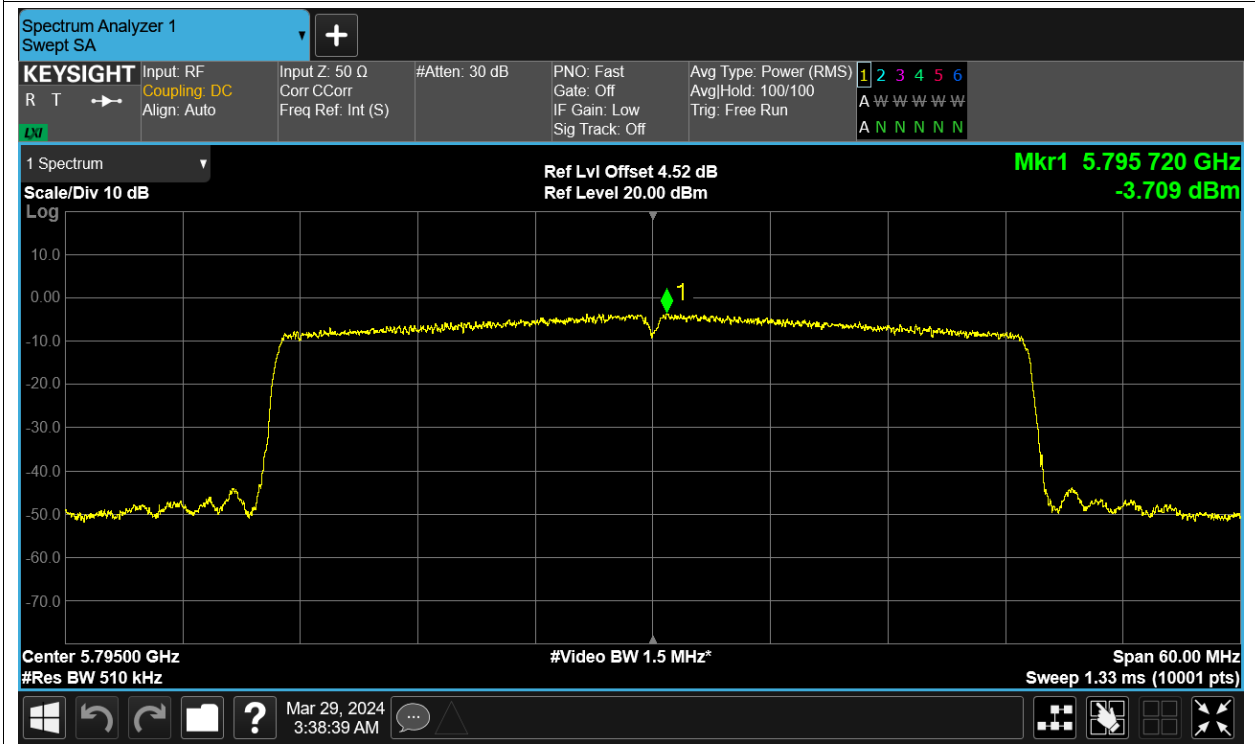 Spectrum Analyzer 1
Swept SA
KEYSIGHT
R T
LXI
Input: RF
Coupling: DC
Align: Auto
Input Z: 50 Ω
Corr CCorr
Freq Ref: Int (S)
#Atten: 30 dB
PNO: Fast
Gate: Off
IF Gain: Low
Sig Track: Off
Avg Type: Power (RMS)
Avg|Hold: 100/100
Trig: Free Run
1 2 3 4 5 6
A W W W W W
A N N N N N
1 Spectrum
Scale/Div 10 dB
Log
Ref Lvl Offset 4.52 dB
Ref Level 20.00 dBm
Mkr1 5.795 720 GHz
-3.709 dBm
10.0
0.00
-10.0
-20.0
-30.0
-40.0
-50.0
-60.0
-70.0
1
Center 5.79500 GHz
#Res BW 510 kHz
#Video BW 1.5 MHz*
Span 60.00 MHz
Sweep 1.33 ms (10001 pts)
?
Mar 29, 2024
3:38:39 AM